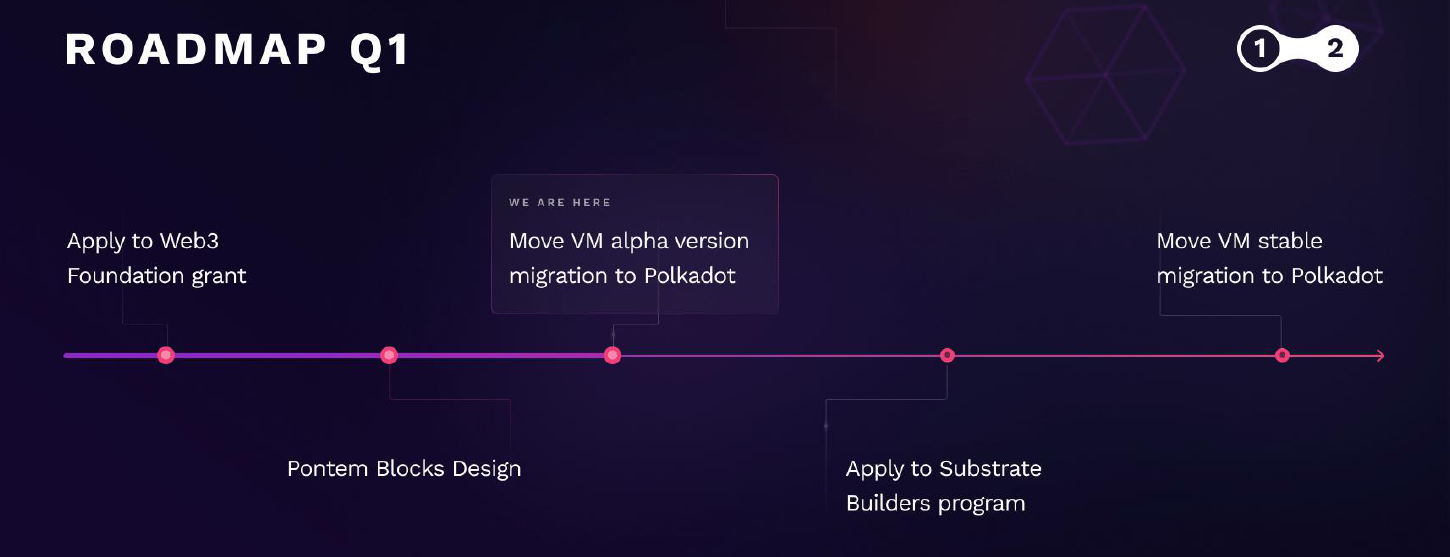 ROADMAP Q1
1 2
WE ARE HERE
Apply to Web3
Foundation grant
Move VM alpha version
migration to Polkadot
Move VM stable
migration to Polkadot
Pontem Blocks Design
Apply to Substrate
Builders program